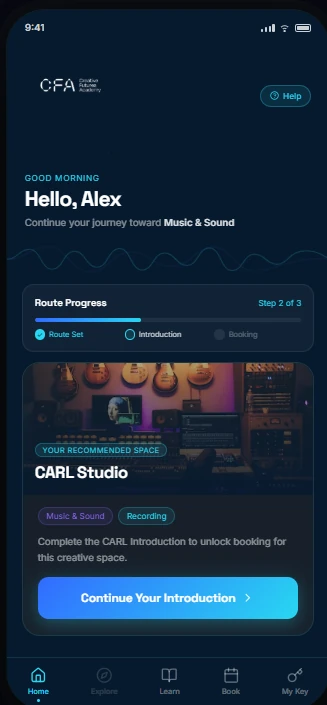 9:41
CFA Creative
Futures
Academy
Help
GOOD MORNING
Hello, Alex
Continue your journey toward Music & Sound
Route Progress
Step 2 of 3
Route Set
Introduction
Booking
YOUR RECOMMENDED SPACE
CARL Studio
Music & Sound
Recording
Complete the CARL Introduction to unlock booking for
this creative space.
Continue Your Introduction
Home
Explore
Learn
Book
My Key